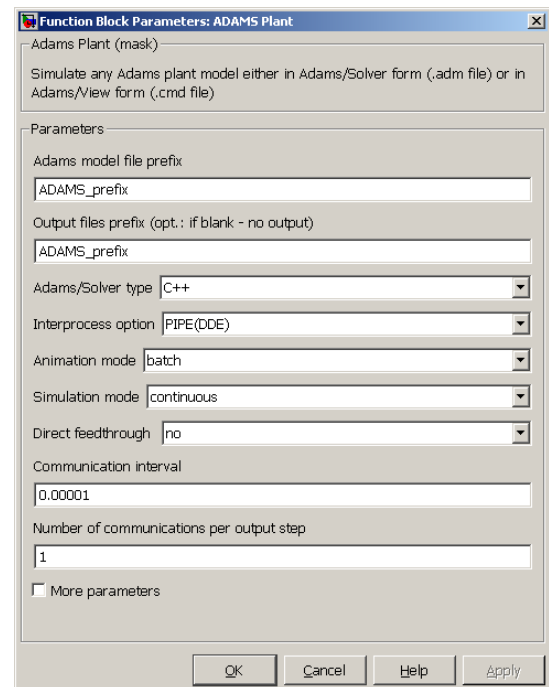 Function Block Parameters: ADAMS Plant
Adams Plant (mask)
Simulate any Adams plant model either in Adams/Solver form (.adm file) or in
Adams/View form (.cmd file)
Parameters
Adams model file prefix
ADAMS_prefix
Output files prefix (opt.: if blank - no output)
ADAMS_prefix
Adams/Solver type C++
Interprocess option PIPE(DDE)
Animation mode batch
Simulation mode continuous
Direct feedthrough no
Communication interval
0.00001
Number of communications per output step
1
More parameters
OK Cancel Help Apply